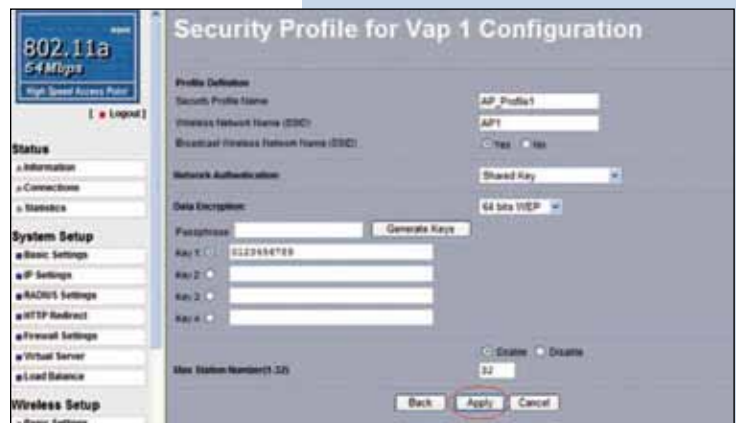 802.11a
54Mbps
High Speed Access Point
[ Logout ]
Status
Information
Connections
Statistics
System Setup
Basic Settings
IP Settings
RADIUS Settings
HTTP Redirect
Firewall Settings
Virtual Server
Load Balance
Wireless Setup
Basic Settings
Security Profile for Vap 1 Configuration
Profile Definition
Security Profile Name AP_Profile1
Wireless Network Name (SSID) AP1
Broadcast Wireless Network Name (SSID) Yes No
Network Authentication Shared Key
Data Encryption 64 bits WEP
Passphrase Generate Keys
Key 1 0123456789
Key 2
Key 3
Key 4
Enable Disable
Max Station Number(1-32) 32
Back Apply Cancel